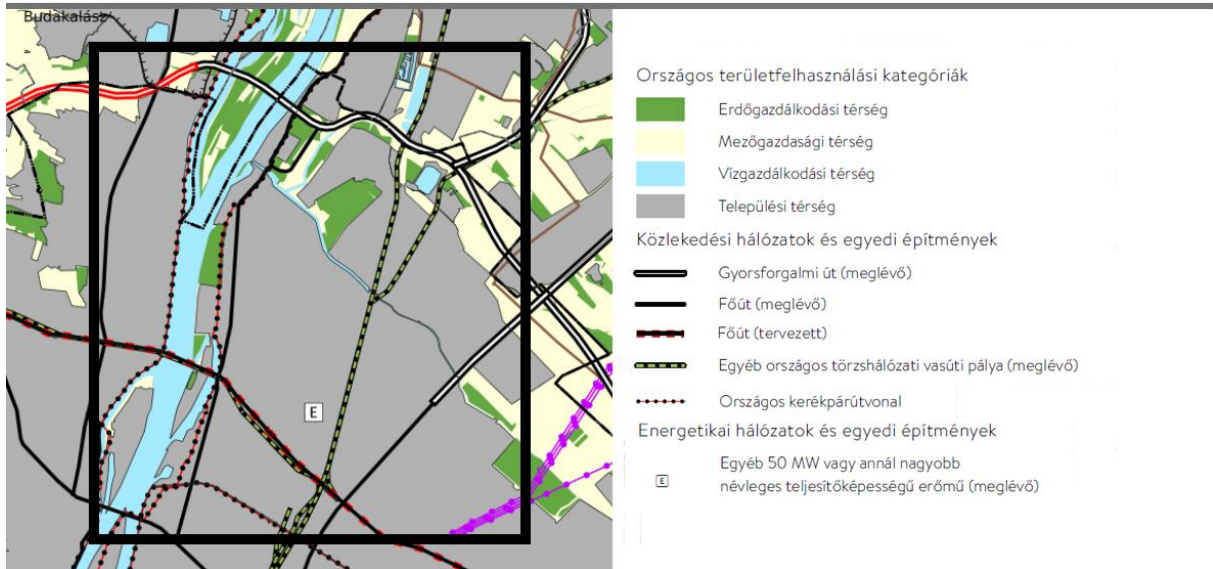 Budakalász
E
Országos területfelhasználási kategóriák
Erdőgazdálkodási térség
Mezőgazdasági térség
Vízgazdálkodási térség
Települési térség
Közlekedési hálózatok és egyedi építmények
Gyorsforgalmi út (meglévő)
Főút (meglévő)
Főút (tervezett)
Egyéb országos törzshálózati vasúti pálya (meglévő)
Országos kerékpárútvonal
Energetikai hálózatok és egyedi építmények
E
Egyéb 50 MW vagy annál nagyobb
névleges teljesítőképességű erőmű (meglévő)